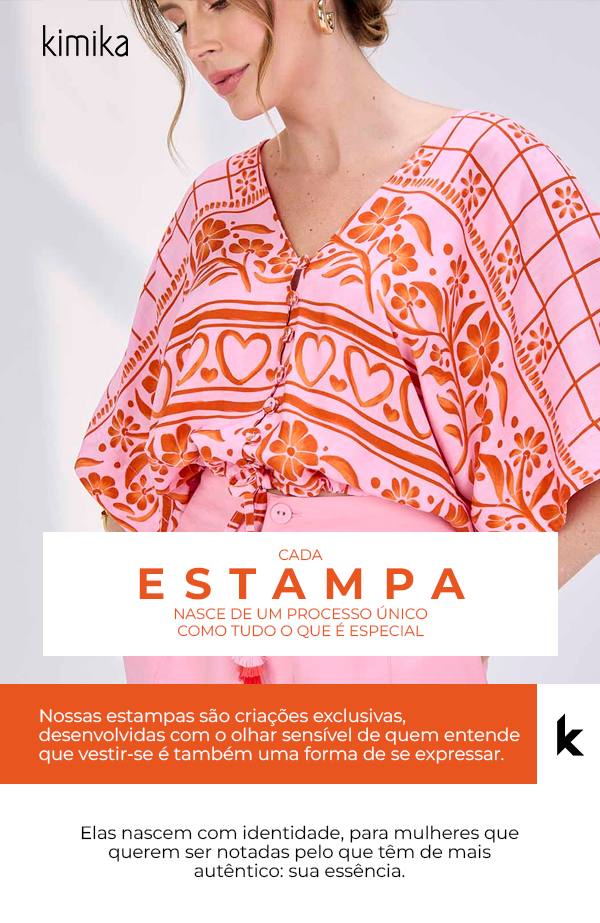 kimika
CADA
ESTAMPA
NASCE DE UM PROCESSO ÚNICO
COMO TUDO O QUE É ESPECIAL
Nossas estampas são criações exclusivas,
desenvolvidas com o olhar sensível de quem entende
que vestir-se é também uma forma de se expressar.
k
Elas nascem com identidade, para mulheres que
querem ser notadas pelo que têm de mais
autêntico: sua essência.